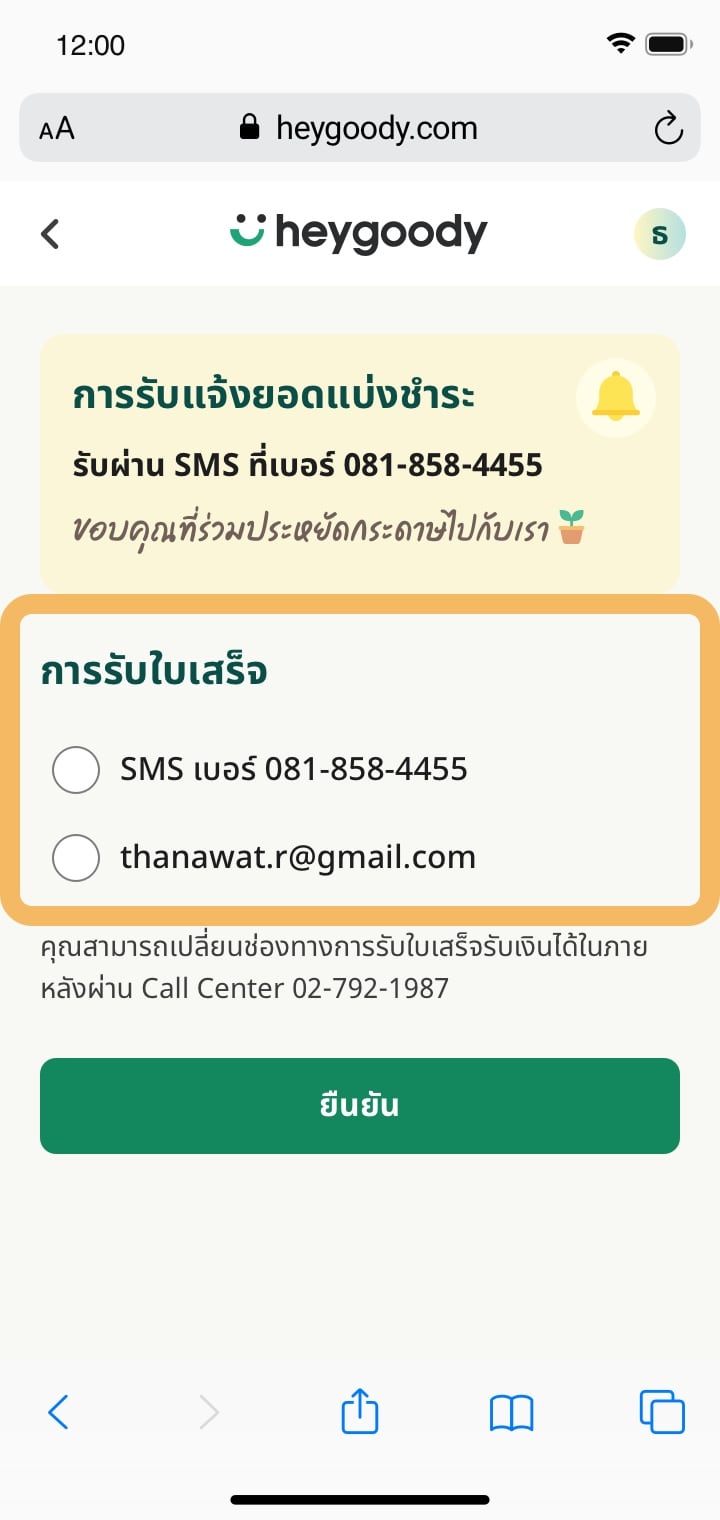 12:00
AA heygoody.com
heygoody
ธ
การรับแจ้งยอดแบ่งชำระ
รับผ่าน SMS ที่เบอร์ 081-858-4455
ขอบคุณที่ร่วมประหยัดกระดาษไปกับเรา
การรับใบเสร็จ
SMS เบอร์ 081-858-4455
thanawat.r@gmail.com
คุณสามารถเปลี่ยนช่องทางการรับใบเสร็จรับเงินได้ในภาย
หลังผ่าน Call Center 02-792-1987
ยืนยัน